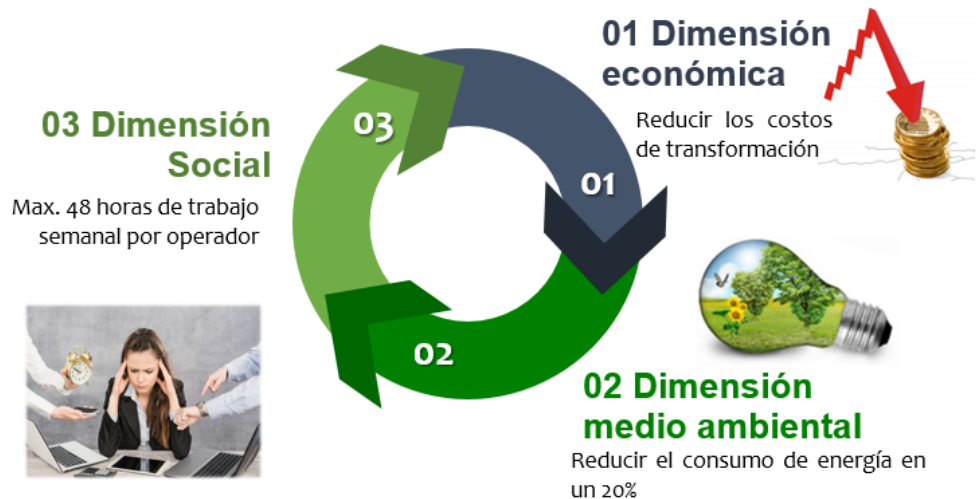 01 Dimensión
económica
Reducir los costos
de transformación
03 Dimensión
Social
Max. 48 horas de trabajo
semanal por operador
03
01
02
02 Dimensión
medio ambiental
Reducir el consumo de energía en
un 20%